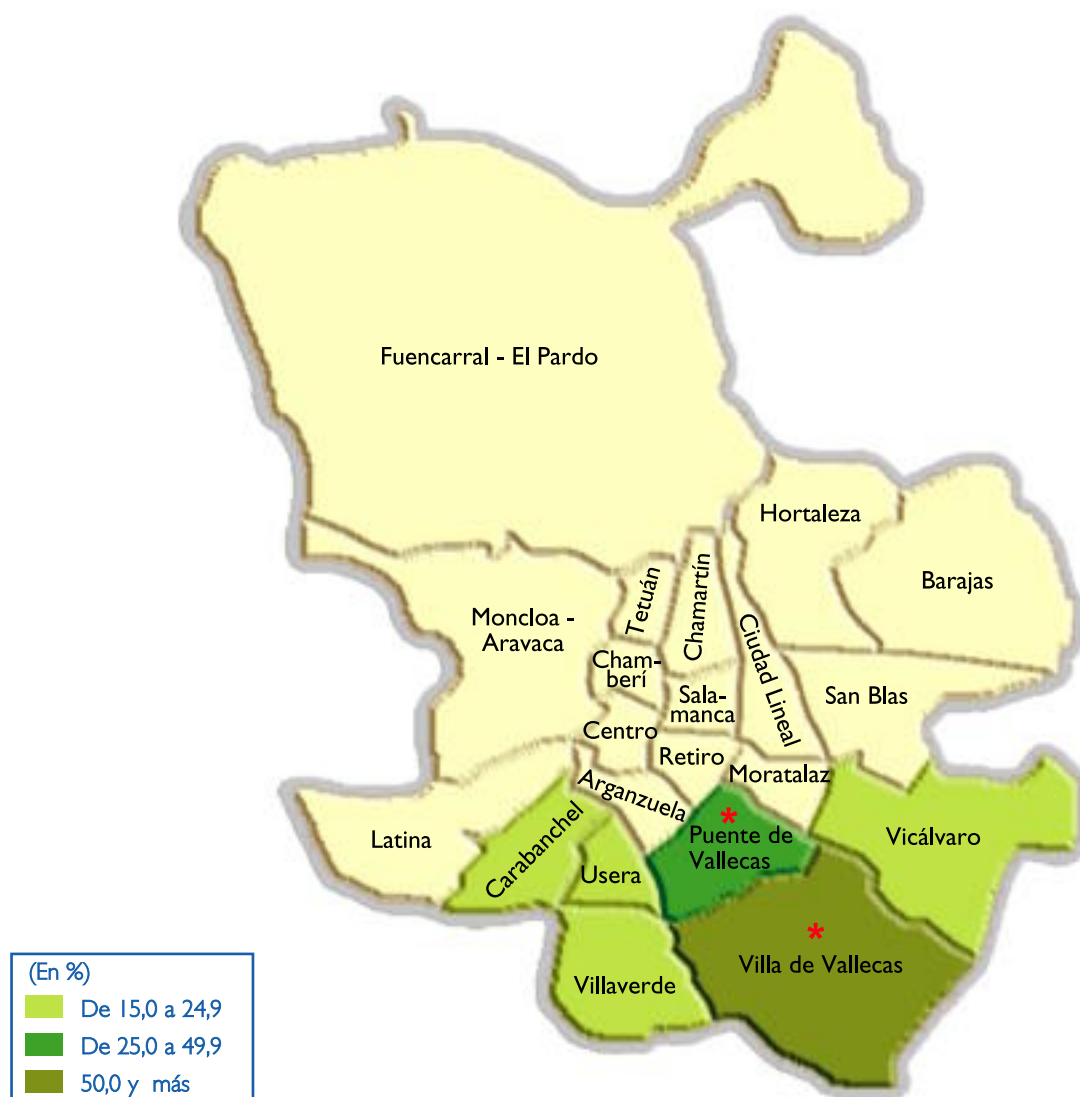 Fuencarral - El Pardo
Hortaleza
Barajas
Tetuán
Chamartín
Moncloa -
Aravaca
Ciudad Lineal
Cham-
berí
Sala-
manca
San Blas
Centro
Retiro
Moratalaz
Arganzuela
Latina
Carabanchel
Usera
*
Puente de
Vallecas
Vicálvaro
*
Villa de Vallecas
Villaverde
(En %)
De 15,0 a 24,9
De 25,0 a 49,9
50,0 y más